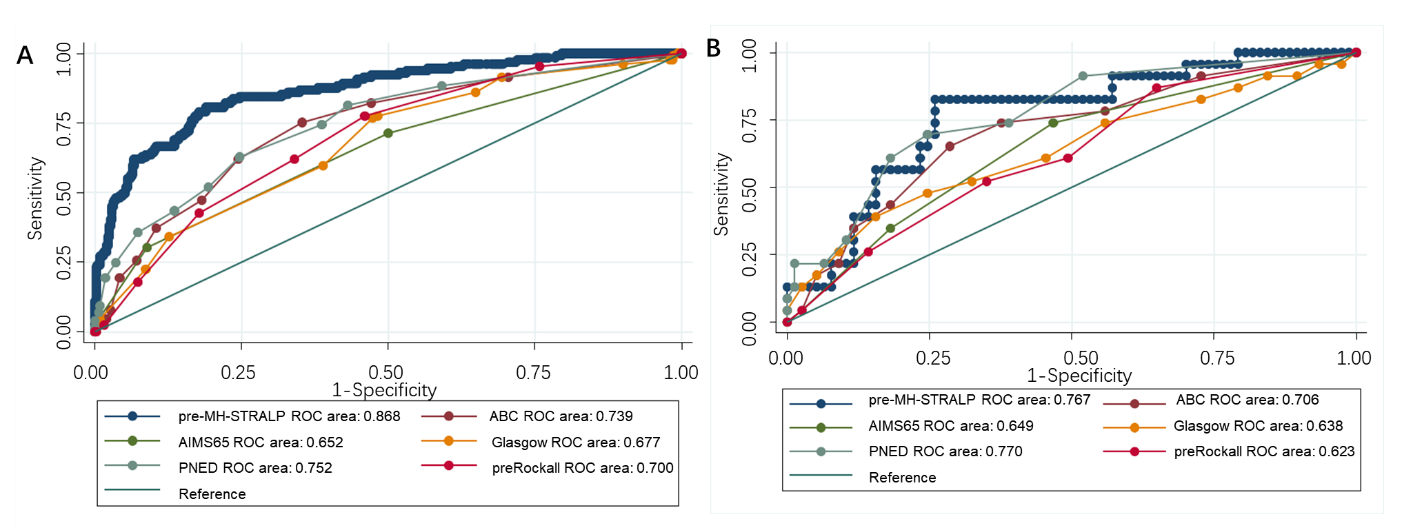 A
Sensitivity
1.00
0.75
0.50
0.25
0.00
0.00 0.25 0.50 0.75 1.00
1-Specificity
pre-MH-STRALP ROC area: 0.868 ABC ROC area: 0.739
AIMS65 ROC area: 0.652 Glasgow ROC area: 0.677
PNED ROC area: 0.752 preRockall ROC area: 0.700
Reference
B
Sensitivity
1.00
0.75
0.50
0.25
0.00
0.00 0.25 0.50 0.75 1.00
1-Specificity
pre-MH-STRALP ROC area: 0.767 ABC ROC area: 0.706
AIMS65 ROC area: 0.649 Glasgow ROC area: 0.638
PNED ROC area: 0.770 preRockall ROC area: 0.623
Reference